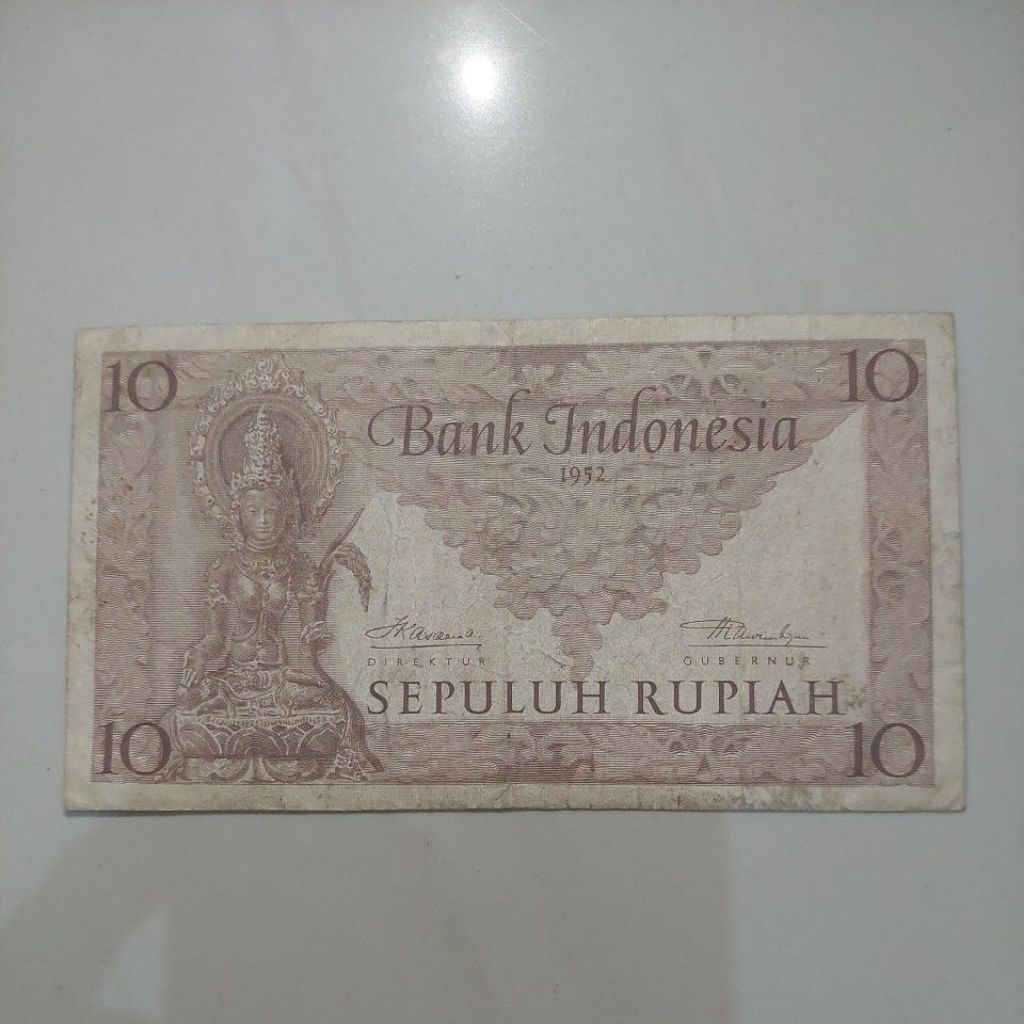 10 10
Bank Indonesia
1952
DIREKTUR GUBERNUR
SEPULUH RUPIAH
10 10